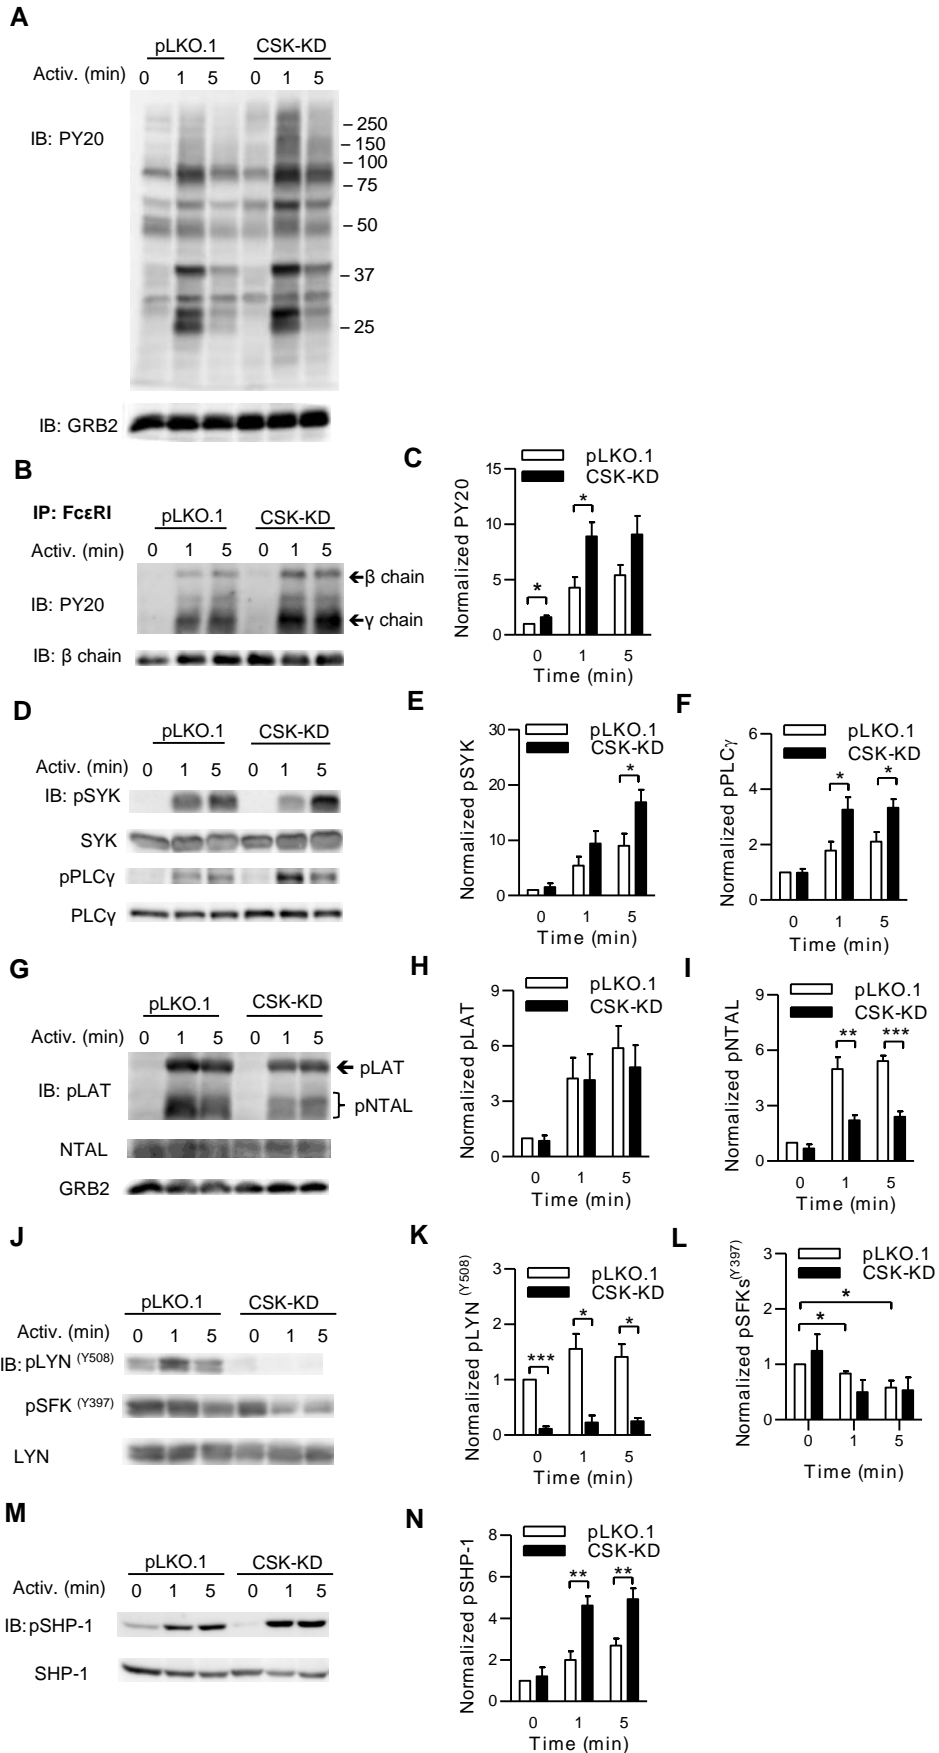 A
pLKO.1 CSK-KD
Activ. (min) 0 1 5 0 1 5
IB: PY20
250
150
100
75
50
37
25
IB: GRB2
B
IP: FcεRI
pLKO.1 CSK-KD
Activ. (min) 0 1 5 0 1 5
IB: PY20
β chain
γ chain
IB: β chain
C
pLKO.1
CSK-KD
Normalized PY20
15
10
5
0
* *
0 1 5
Time (min)
D
pLKO.1 CSK-KD
Activ. (min) 0 1 5 0 1 5
IB: pSYK
SYK
pPLCγ
PLCγ
E
pLKO.1
CSK-KD
Normalized pSYK
30
20
10
0
*
0 1 5
Time (min)
F
pLKO.1
CSK-KD
Normalized pPLCγ
6
4
2
0
* *
0 1 5
Time (min)
G
pLKO.1 CSK-KD
Activ. (min) 0 1 5 0 1 5
IB: pLAT
pLAT
pNTAL
NTAL
GRB2
H
pLKO.1
CSK-KD
Normalized pLAT
9
6
3
0
0 1 5
Time (min)
I
pLKO.1
CSK-KD
Normalized pNTAL
9
6
3
0
** ***
0 1 5
Time (min)
J
pLKO.1 CSK-KD
Activ. (min) 0 1 5 0 1 5
IB: pLYN (Y508)
pSFK (Y397)
LYN
K
pLKO.1
CSK-KD
Normalized pLYN (Y508)
3
2
1
0
*** * *
0 1 5
Time (min)
L
pLKO.1
CSK-KD
Normalized pSFKs(Y397)
3
2
1
0
*
*
0 1 5
Time (min)
M
pLKO.1 CSK-KD
Activ. (min) 0 1 5 0 1 5
IB: pSHP-1
SHP-1
N
pLKO.1
CSK-KD
Normalized pSHP-1
8
6
4
2
0
** **
0 1 5
Time (min)